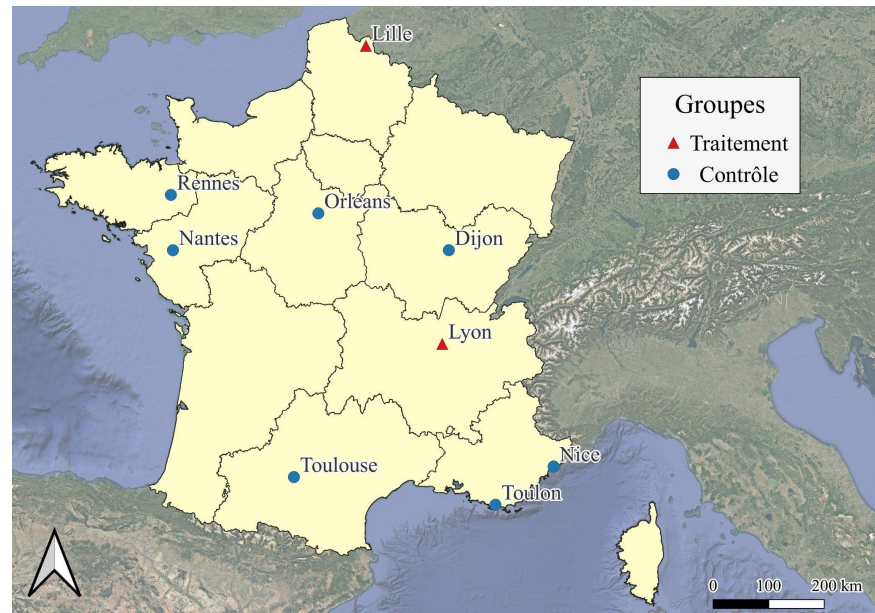 Lille
Groupes
Traitement
Contrôle
Rennes
Orléans
Nantes
Dijon
Lyon
Toulouse
Nice
Toulon
0 100 200 km